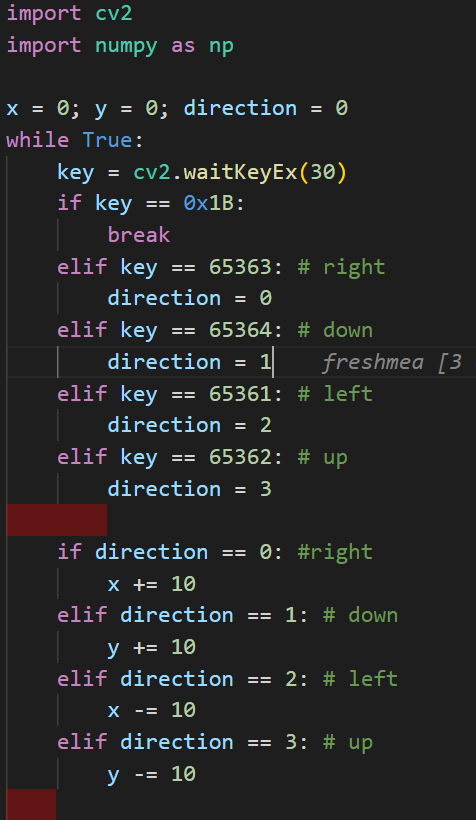 import cv2
import numpy as np

x = 0; y = 0; direction = 0
while True:
    key = cv2.waitKeyEx(30)
    if key == 0x1B:
        break
    elif key == 65363: # right
        direction = 0
    elif key == 65364: # down
        direction = 1    freshmea [3
    elif key == 65361: # left
        direction = 2
    elif key == 65362: # up
        direction = 3

    if direction == 0: #right
        x += 10
    elif direction == 1: # down
        y += 10
    elif direction == 2: # left
        x -= 10
    elif direction == 3: # up
        y -= 10